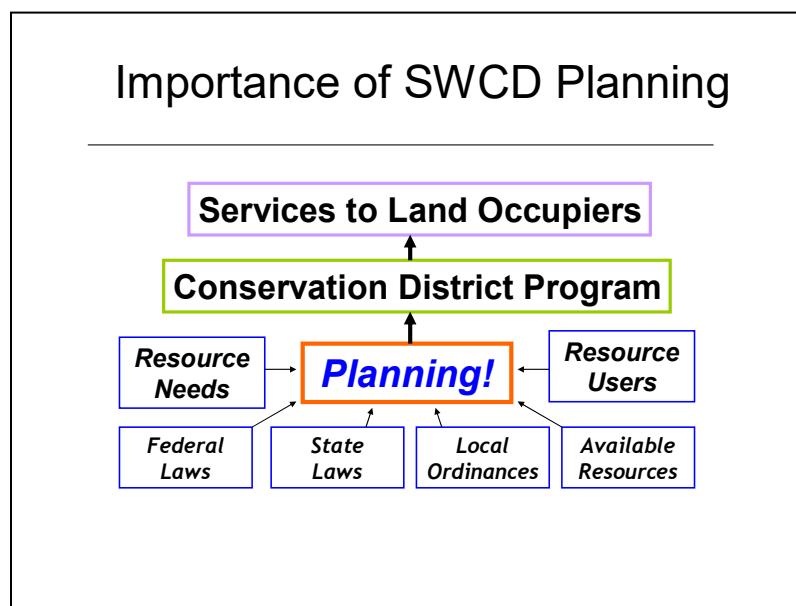 Importance of SWCD Planning
Services to Land Occupiers
Conservation District Program
Resource
Needs
Planning!
Resource
Users
Federal
Laws
State
Laws
Local
Ordinances
Available
Resources